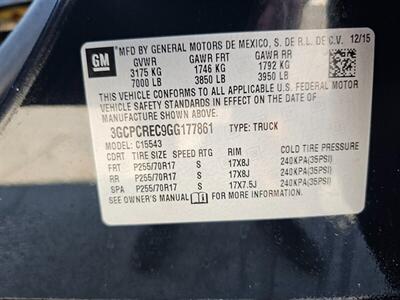 GM MFD BY GENERAL MOTORS DE MEXICO, S. DE R.L. DE C.V. 12/15
GVWR GAWR FRT GAWR RR
3175 KG 1746 KG 1792 KG
7000 LB 3850 LB 3950 LB
THIS VEHICLE CONFORMS TO ALL APPLICABLE U.S. FEDERAL MOTOR
VEHICLE SAFETY STANDARDS IN EFFECT ON THE DATE OF
MANUFACTURE SHOWN ABOVE.
3GCPCREC9GG177861 TYPE: TRUCK
MODEL: C15543
CDRT TIRE SIZE SPEED RTG RIM COLD TIRE PRESSURE
FRT P255/70R17 S 17X8J 240KPA(35PSI)
RR P255/70R17 S 17X8J 240KPA(35PSI)
SPA P255/70R17 S 17X7.5J 240KPA(35PSI)
SEE OWNER'S MANUAL FOR MORE INFORMATION.